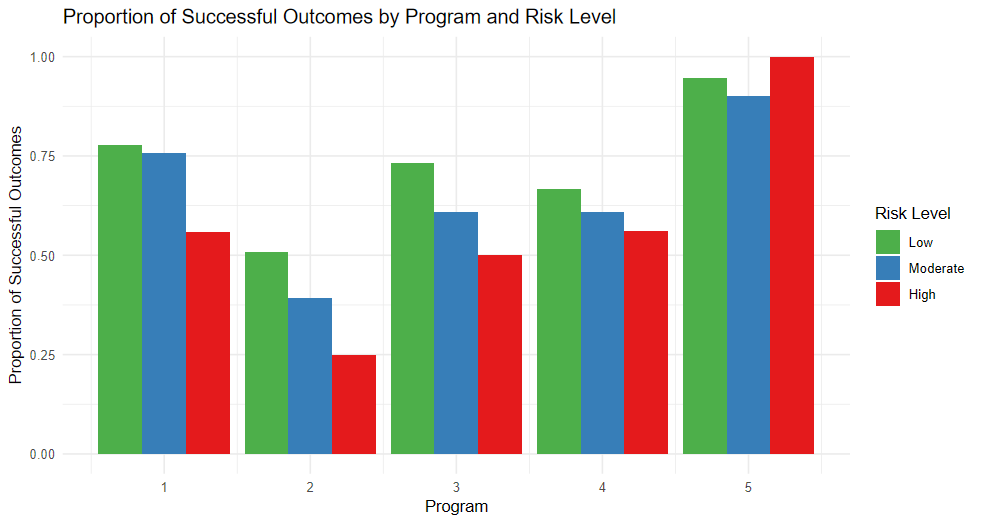 Proportion of Successful Outcomes by Program and Risk Level
Proportion of Successful Outcomes
1.00
0.75
0.50
0.25
0.00
1 2 3 4 5
Program
Risk Level
Low
Moderate
High